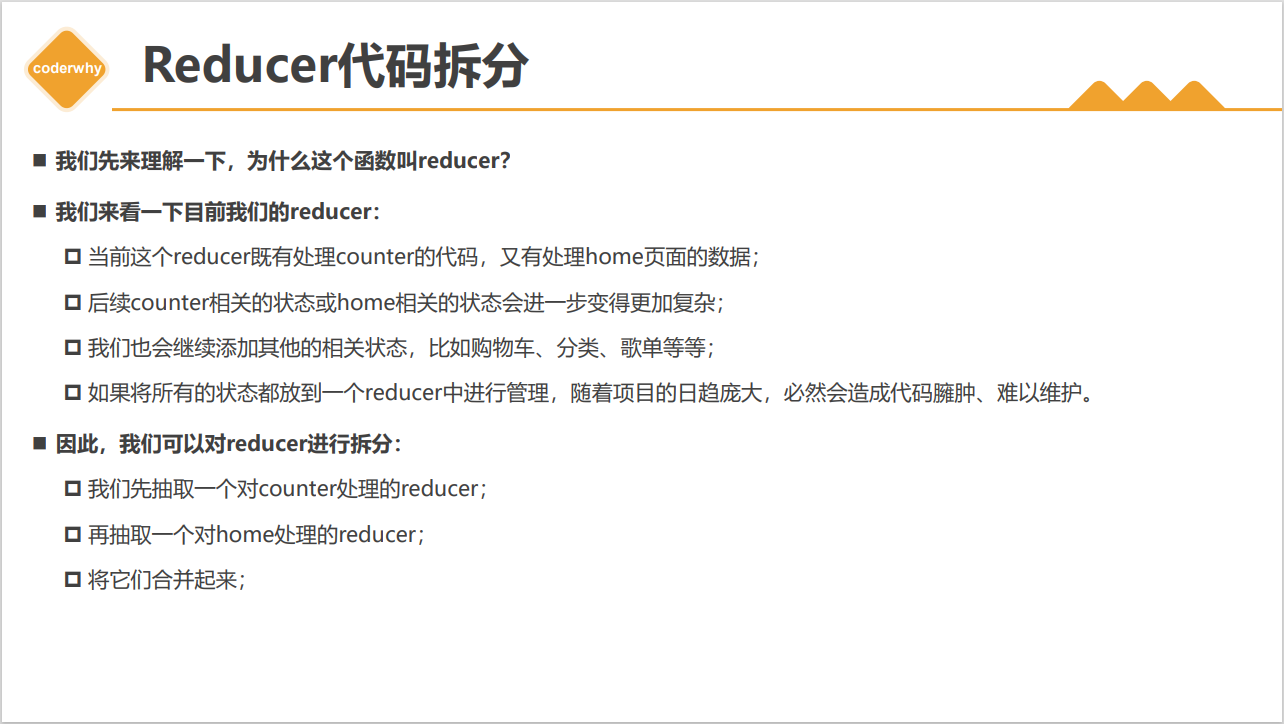 coderwhy
Reducer代码拆分
我们先来理解一下，为什么这个函数叫reducer？
我们来看一下目前我们的reducer：
当前这个reducer既有处理counter的代码，又有处理home页面的数据；
后续counter相关的状态或home相关的状态会进一步变得更加复杂；
我们也会继续添加其他的相关状态，比如购物车、分类、歌单等等；
如果将所有的状态都放到一个reducer中进行管理，随着项目的日趋庞大，必然会造成代码臃肿、难以维护。
因此，我们可以对reducer进行拆分：
我们先抽取一个对counter处理的reducer；
再抽取一个对home处理的reducer；
将它们合并起来；